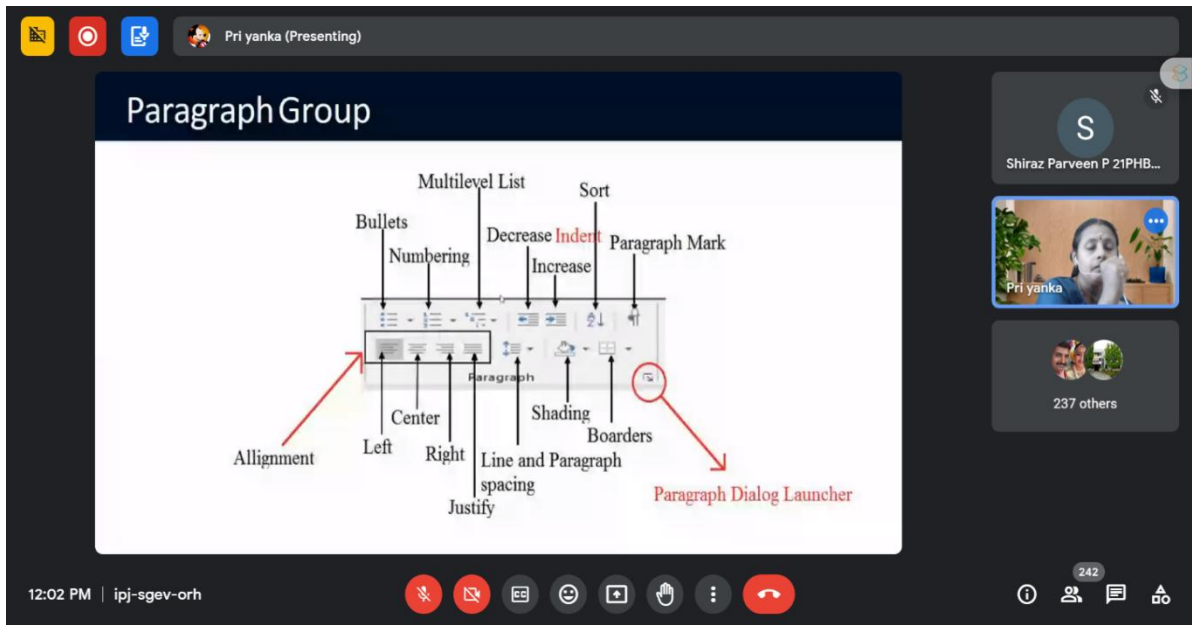 Pri yanka (Presenting)
Paragraph Group
Multilevel List
Sort
Bullets
Decrease Indent
Paragraph Mark
Numbering
Increase
Paragraph
Center
Shading
Left
Right
Boarders
Allignment
Line and Paragraph
spacing
Justify
Paragraph Dialog Launcher
S
Shiraz Parveen P 21PHB...
Pri yanka
237 others
12:02 PM | ipj-sgev-orh
CC
242